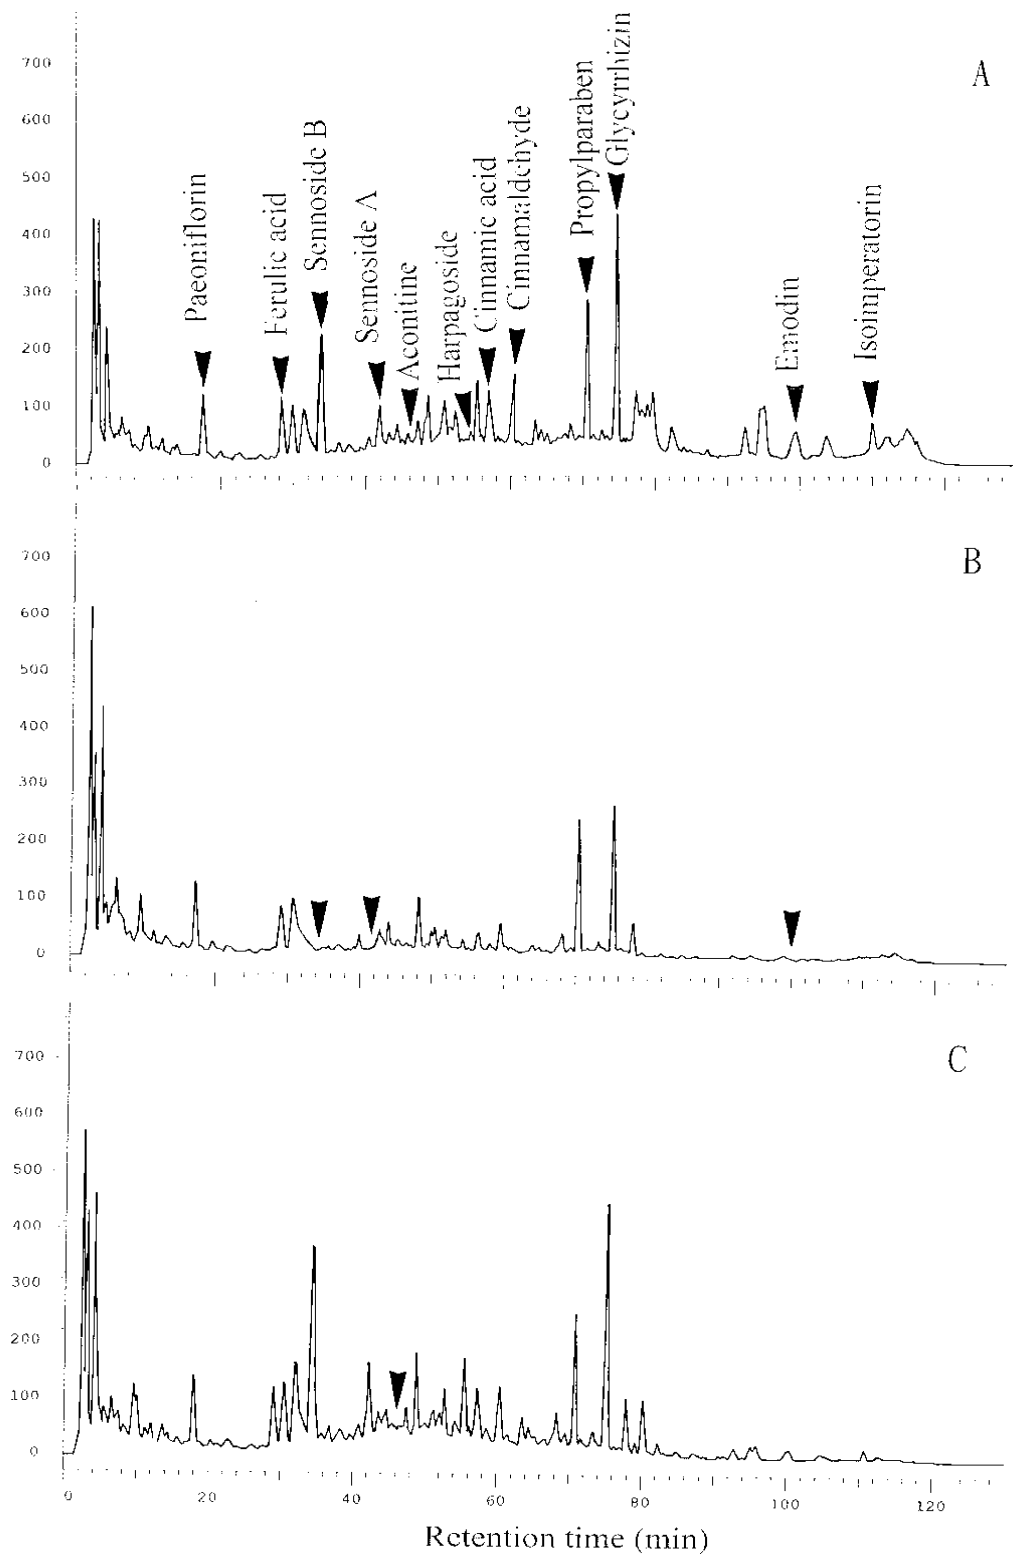 A
Paeoniflorin
Ferulic acid
Sennoside B
Sennoside A
Aconitine
Harpagoside
Cinnamic acid
Cinnamaldehyde
Propylparaben
Glycyrrhizin
Emodin
Isoimperatorin
700
600
500
400
300
200
100
0
B
700
600
500
400
300
200
100
0
C
700
600
500
400
300
200
100
0
0 20 40 60 80 100 120
Retention time (min)